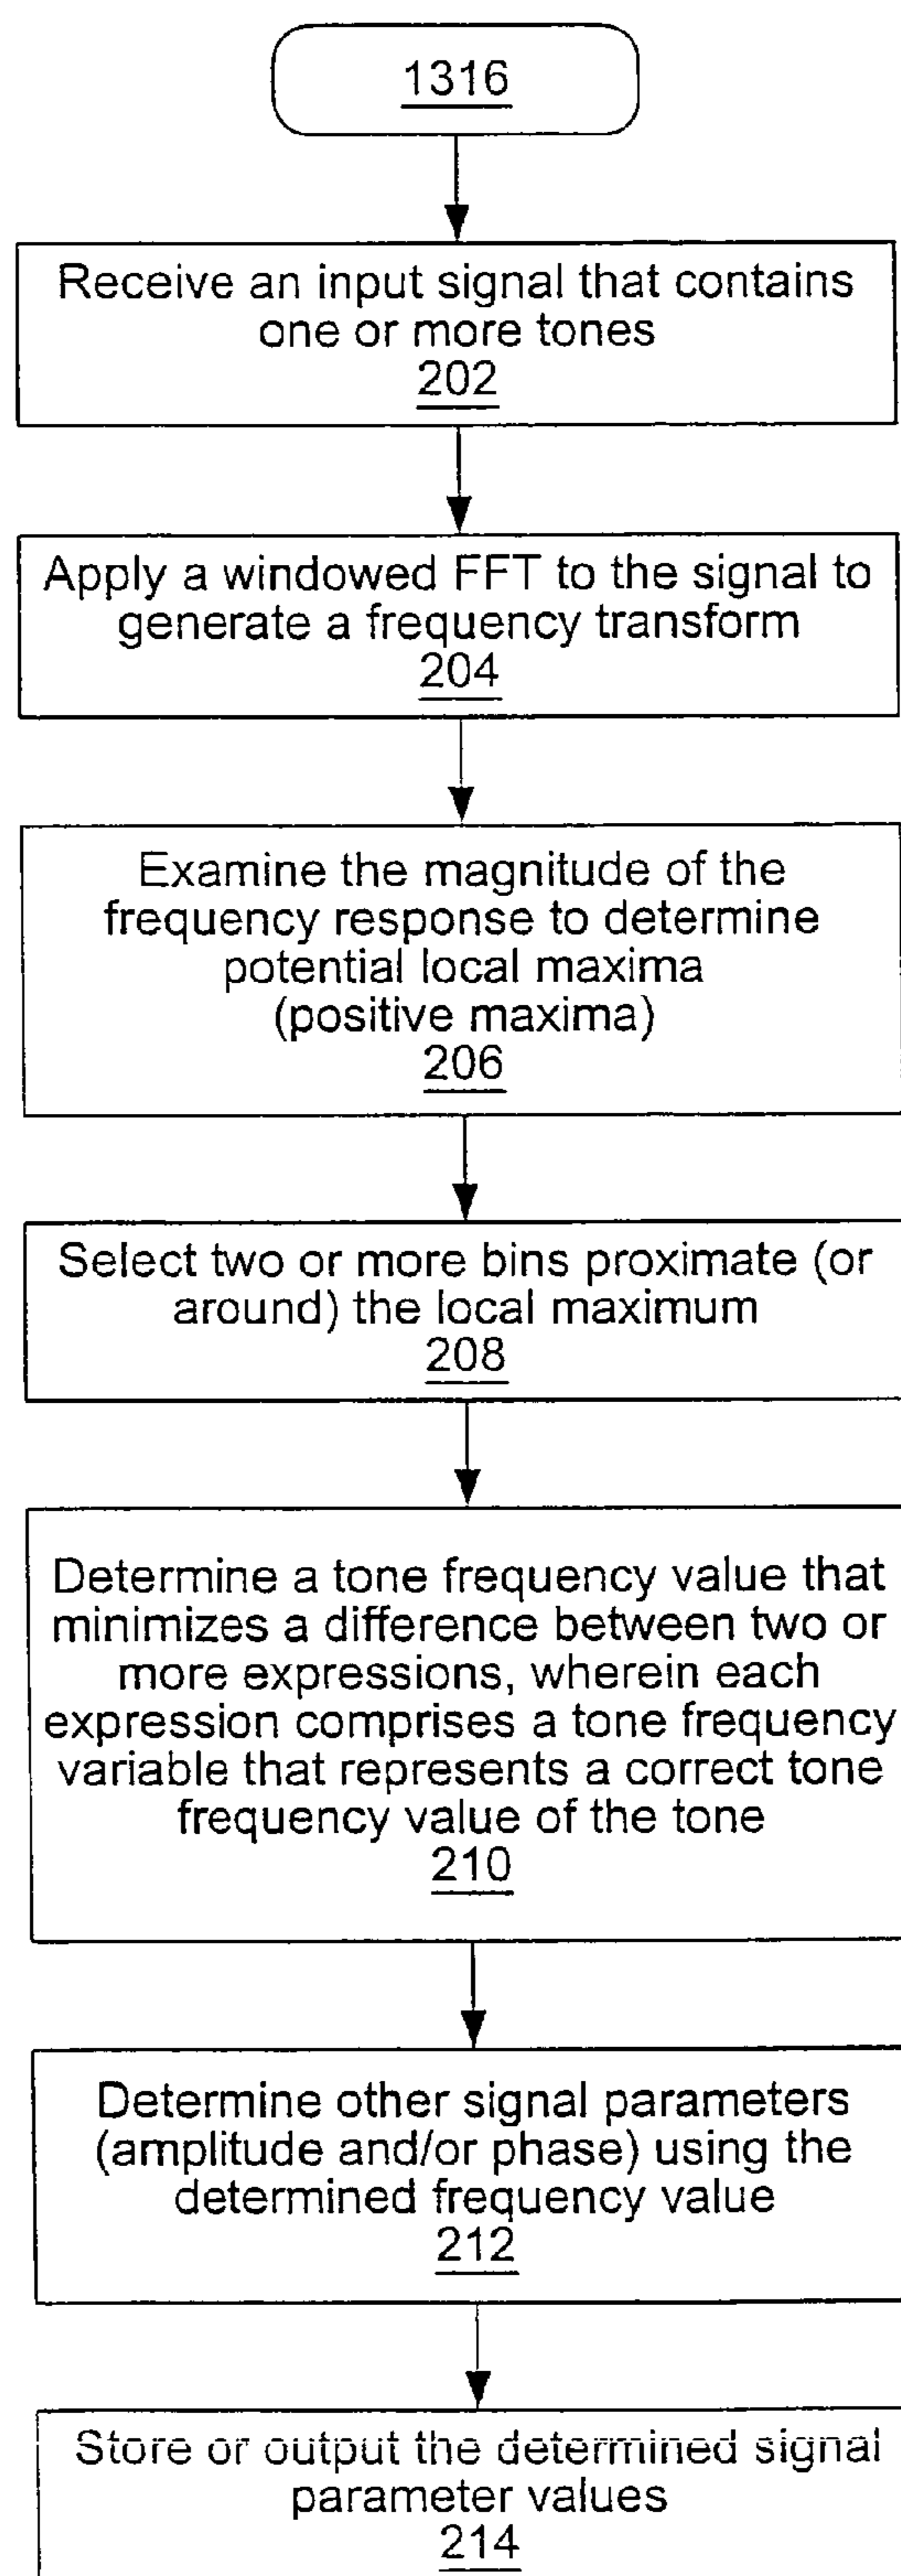 1316
Receive an input signal that contains
one or more tones
202
Apply a windowed FFT to the signal to
generate a frequency transform
204
Examine the magnitude of the
frequency response to determine
potential local maxima
(positive maxima)
206
Select two or more bins proximate (or
around) the local maximum
208
Determine a tone frequency value that
minimizes a difference between two or
more expressions, wherein each
expression comprises a tone frequency
variable that represents a correct tone
frequency value of the tone
210
Determine other signal parameters
(amplitude and/or phase) using the
determined frequency value
212
Store or output the determined signal
parameter values
214